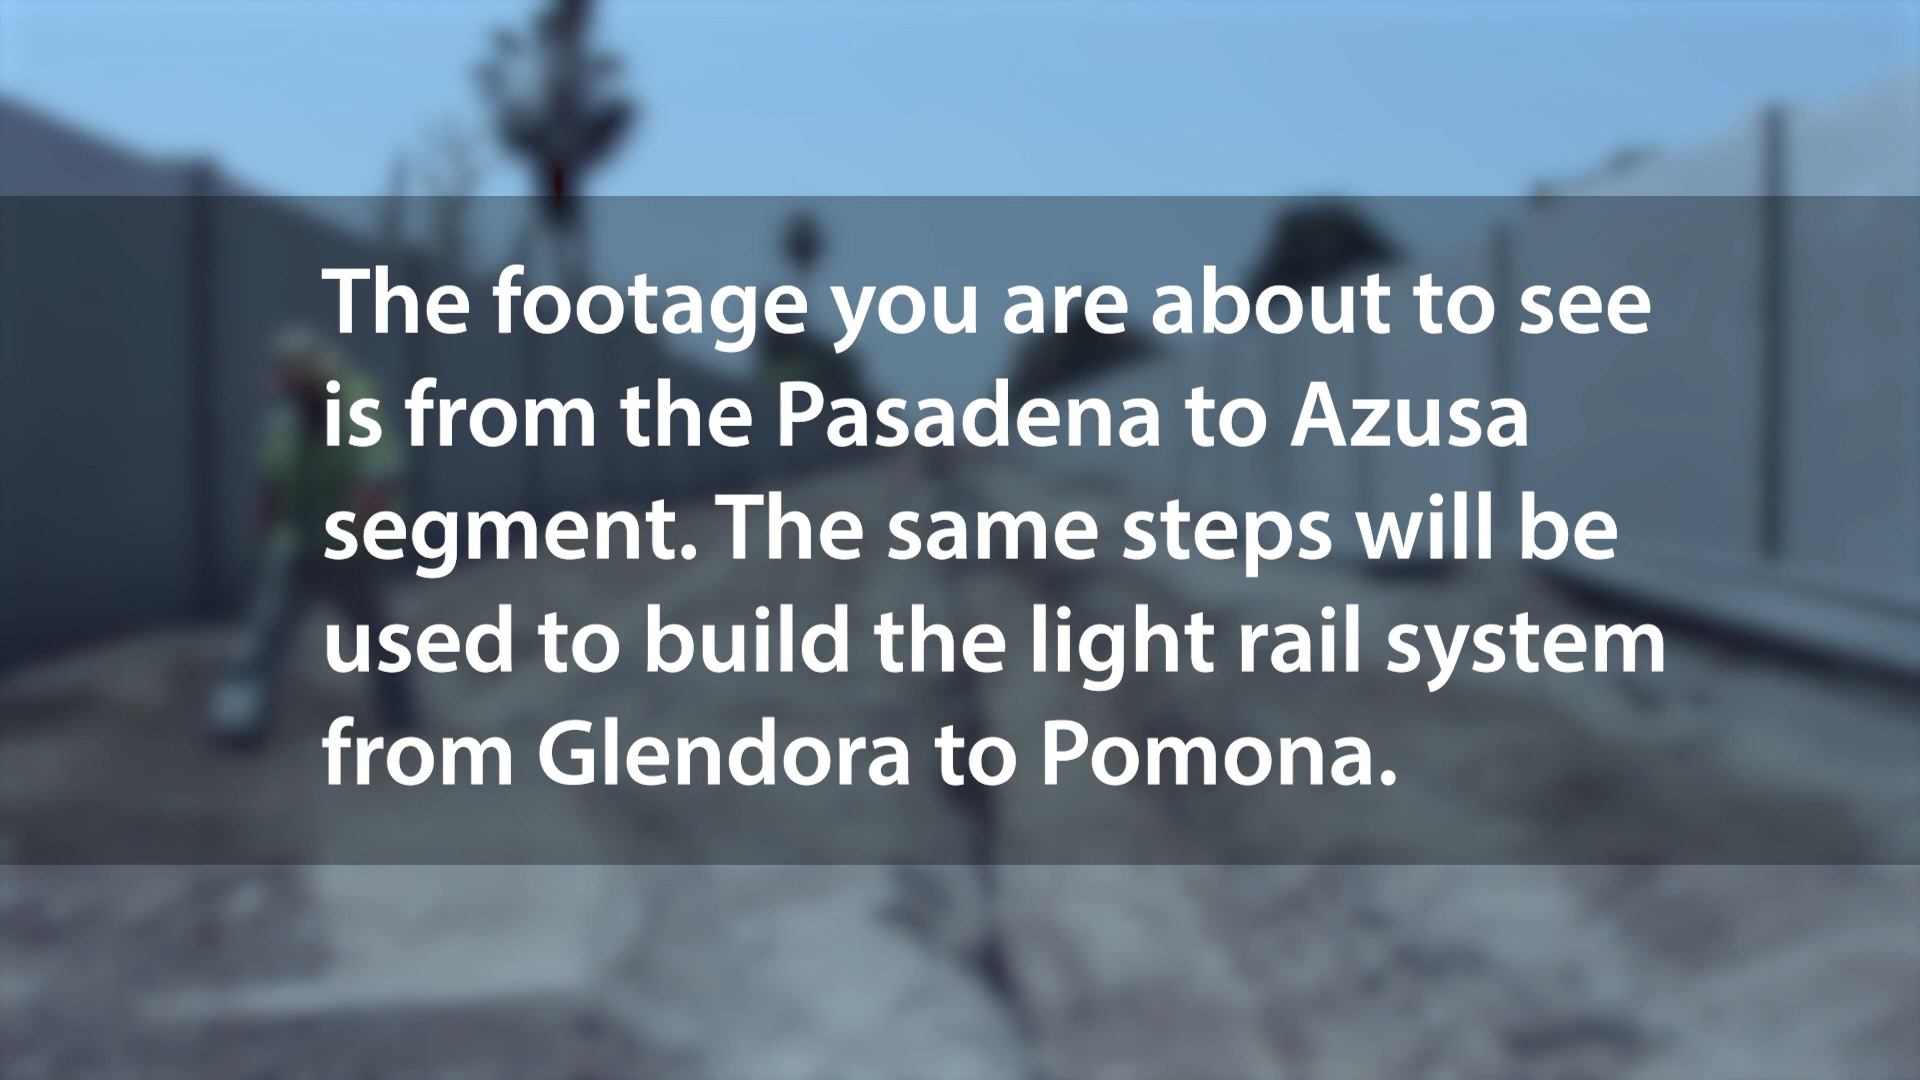 The footage you are about to see
is from the Pasadena to Azusa
segment. The same steps will be
used to build the light rail system
from Glendora to Pomona.